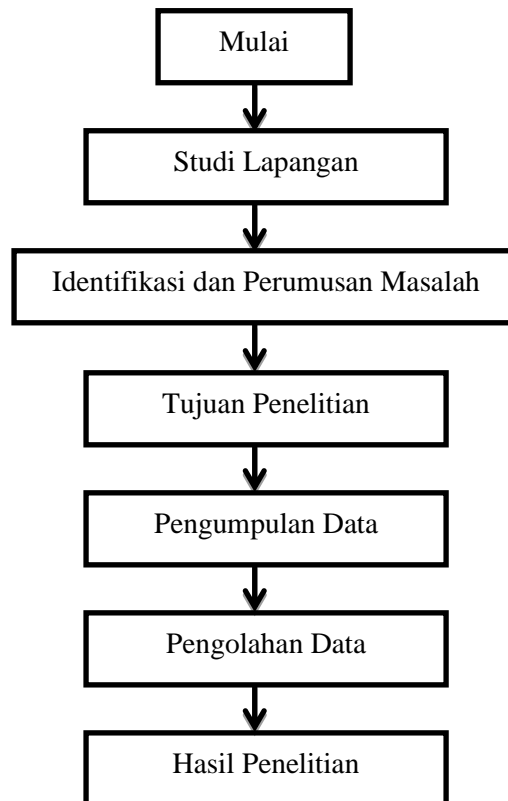 Mulai
Studi Lapangan
Identifikasi dan Perumusan Masalah
Tujuan Penelitian
Pengumpulan Data
Pengolahan Data
Hasil Penelitian